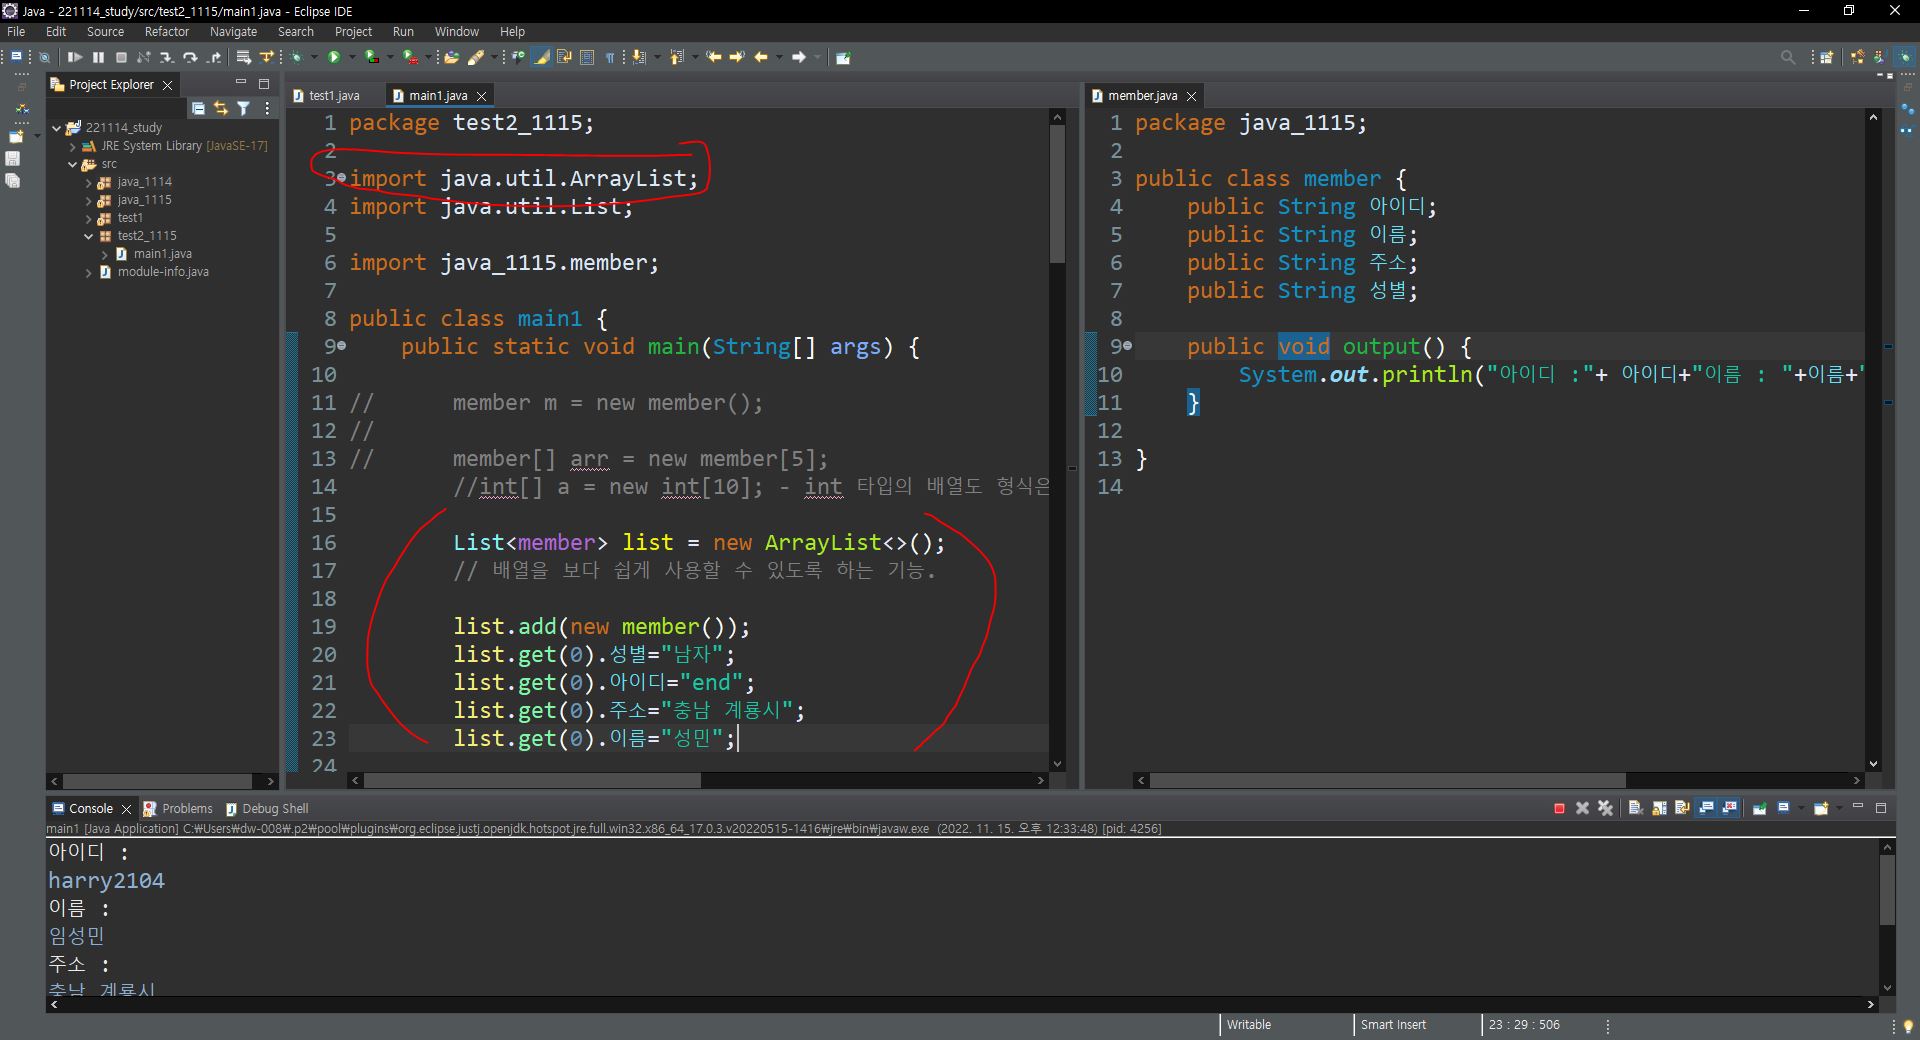 Java - 221114_study/src/test2_1115/main1.java - Eclipse IDE
File Edit Source Refactor Navigate Search Project Run Window Help
Project Explorer
221114_study
JRE System Library [JavaSE-17]
src
java_1114
java_1115
test1
test2_1115
main1.java
module-info.java
test1.java main1.java
1 package test2_1115;
2
3 import java.util.ArrayList;
4 import java.util.List;
5
6 import java_1115.member;
7
8 public class main1 {
9 public static void main(String[] args) {
10
11 // member m = new member();
12 //
13 // member[] arr = new member[5];
14 //int[] a = new int[10]; - int 타입의 배열도 형식은
15
16 List<member> list = new ArrayList<>();
17 // 배열을 보다 쉽게 사용할 수 있도록 하는 기능.
18
19 list.add(new member());
20 list.get(0).성별="남자";
21 list.get(0).아이디="end";
22 list.get(0).주소="충남 계룡시";
23 list.get(0).이름="성민";
24
member.java
1 package java_1115;
2
3 public class member {
4 public String 아이디;
5 public String 이름;
6 public String 주소;
7 public String 성별;
8
9 public void output() {
10 System.out.println("아이디 :"+ 아이디+"이름 : "+이름+"
11 }
12
13 }
14
Console Problems Debug Shell
main1 [Java Application] C:₩Users₩dw-008₩.p2₩pool₩plugins₩org.eclipse.justj.openjdk.hotspot.jre.full.win32.x86_64_17.0.3.v20220515-1416₩jre₩bin₩javaw.exe (2022. 11. 15. 오후 12:33:48) [pid: 4256]
아이디 :
harry2104
이름 :
임성민
주소 :
충남 계룡시
Writable Smart Insert 23 : 29 : 506